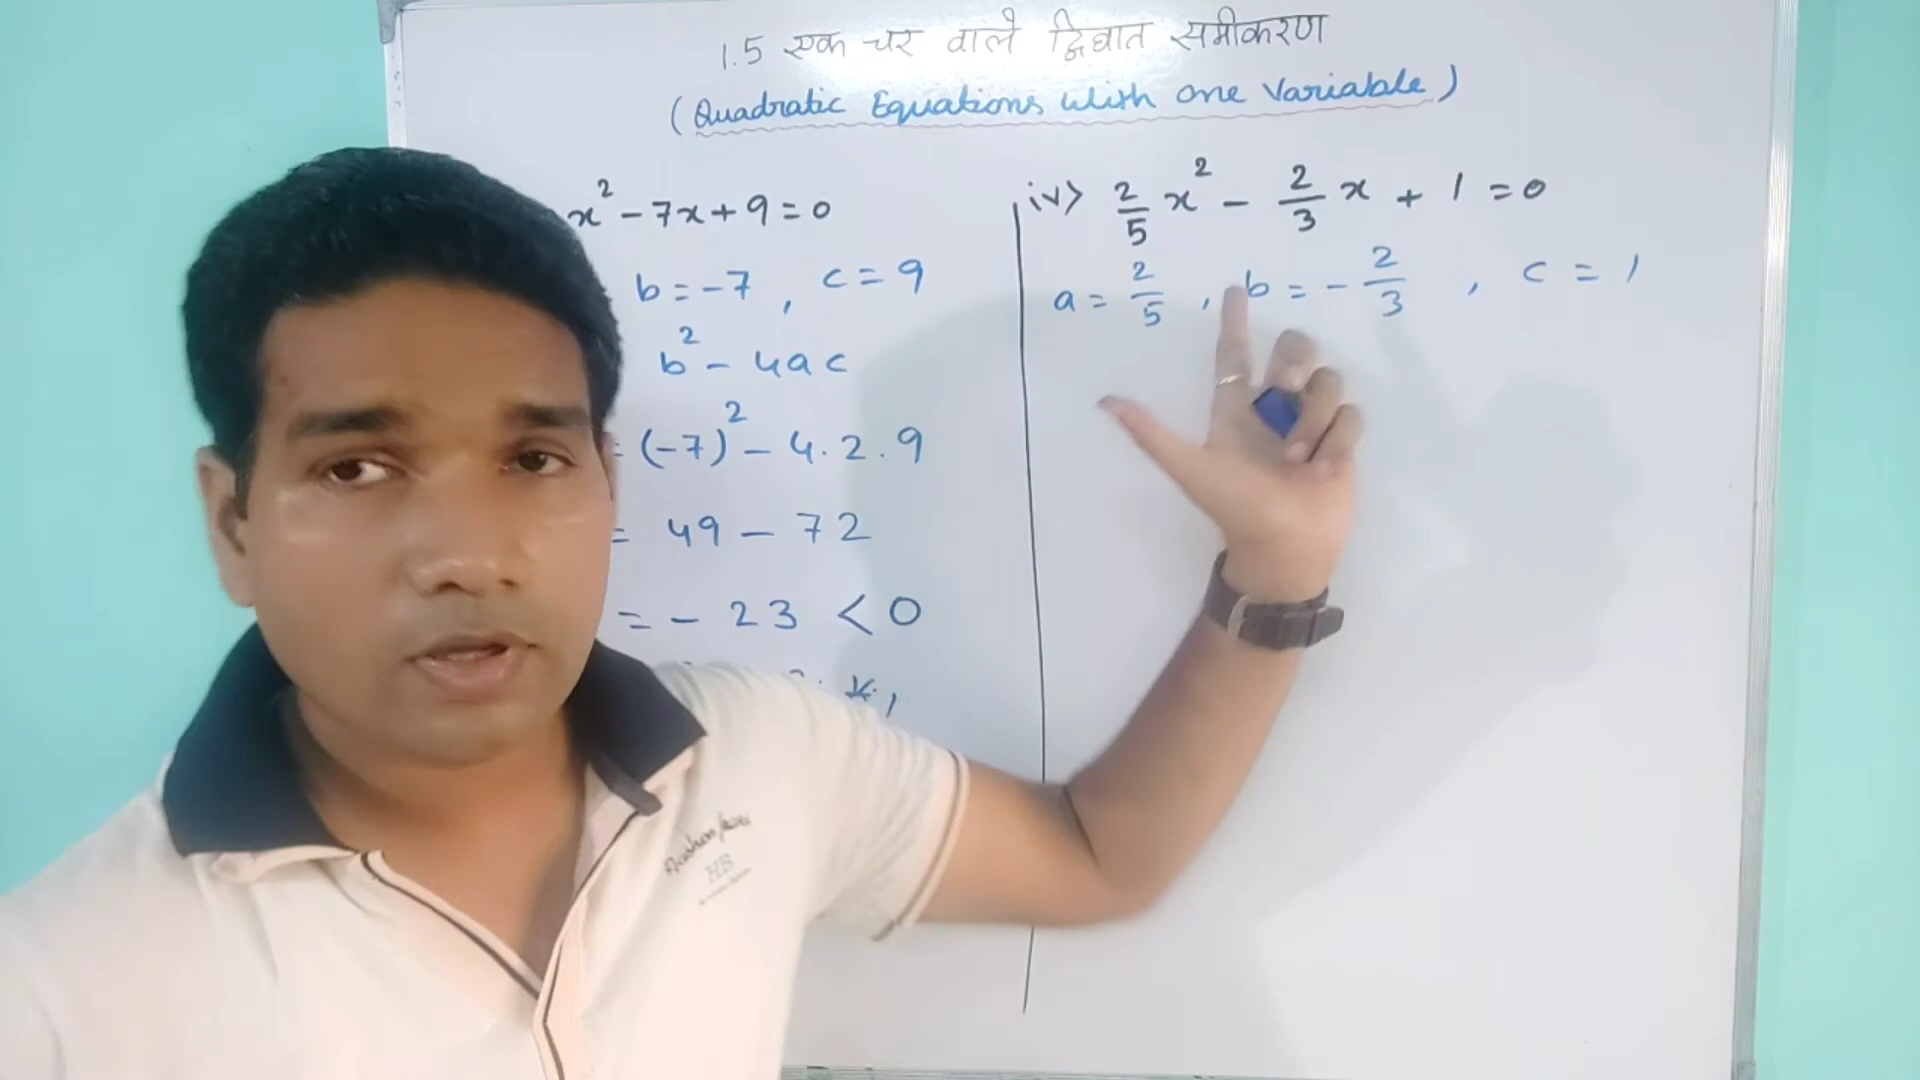 1.5 एक चर वाले द्विघात समीकरण
(Quadratic Equations with one Variable)
x² - 7x + 9 = 0
b = -7 , c = 9
b² - 4ac
= (-7)² - 4.2.9
= 49 - 72
= - 23 < 0
iv) 2/5 x² - 2/3 x + 1 = 0
a = 2/5 , b = - 2/3 , c = 1
HB